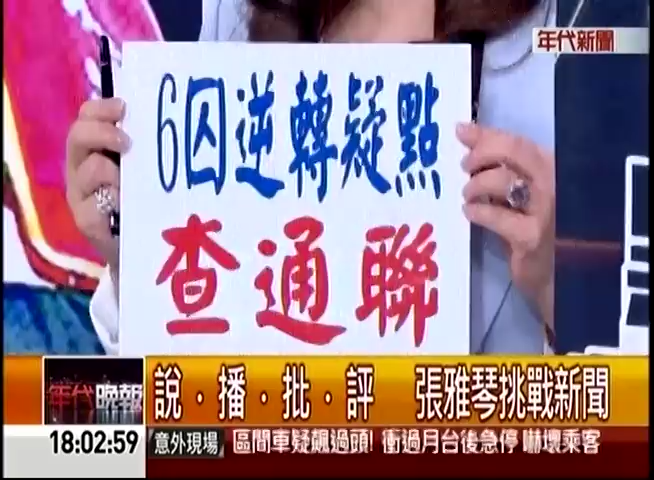 年代新聞
6囚逆轉疑點
查通聯
年代晚報
說．播．批．評 張雅琴挑戰新聞
18:02:59
意外現場
區間車疑飆過頭! 衝過月台後急停 嚇壞乘客